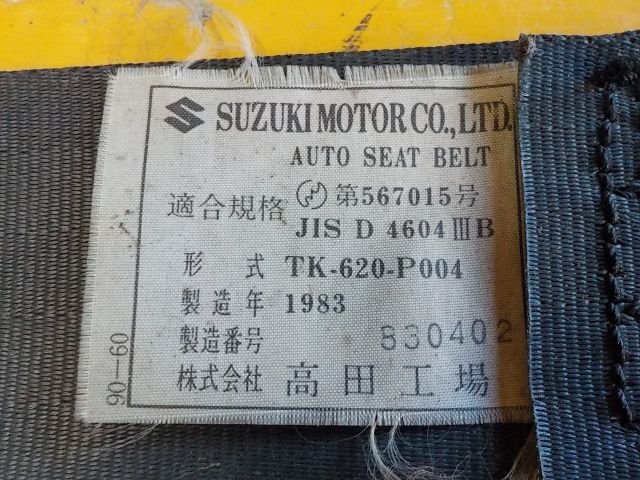 SUZUKI MOTOR CO.,LTD.
AUTO SEAT BELT
適合規格 第567015号
JIS D 4604 ⅢB
形式 TK-620-P004
製造年 1983
製造番号 830402
株式会社 高田工場
90-60